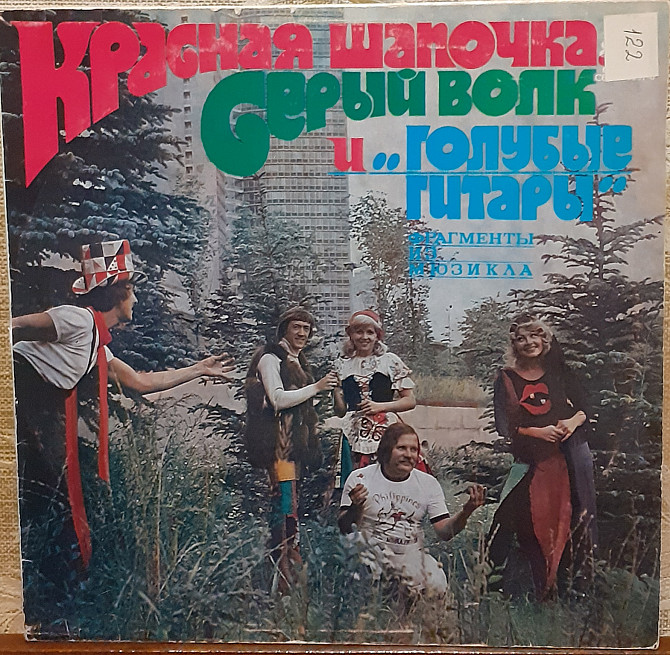 Красная шапочка,
Серый волк
и „Голубые
гитары“
ФРАГМЕНТЫ
ИЗ
МЮЗИКЛА
122
Philippines